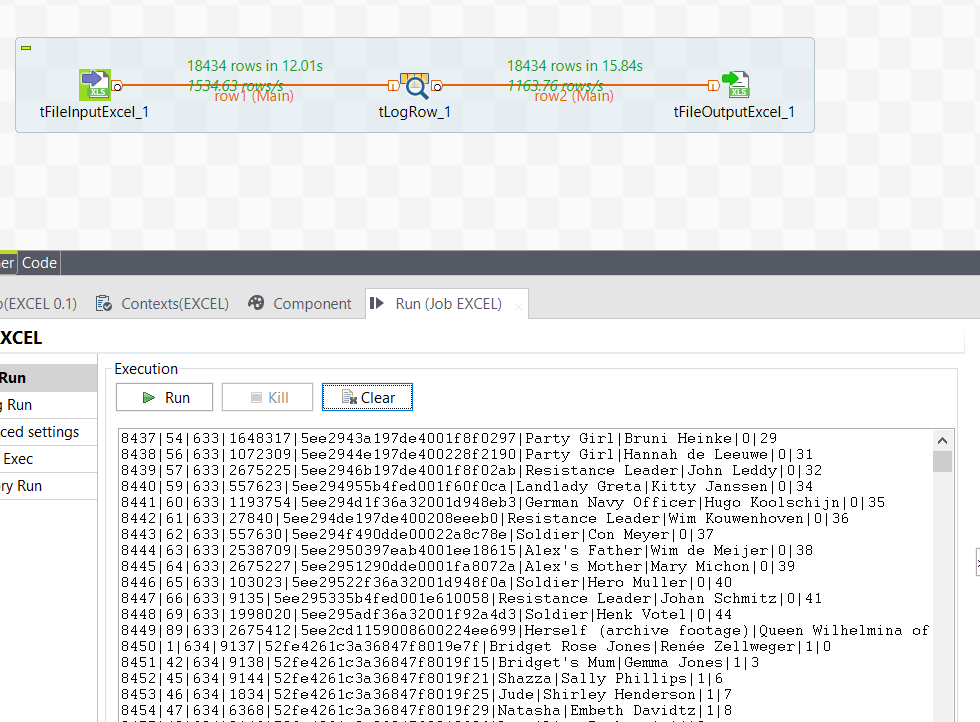 18434 rows in 12.01s
18434 rows in 15.84s
1534.63 rows/s
1163.76 rows/s
row1 (Main)
row2 (Main)
XLS
XLS
tFileInputExcel_1
tLogRow_1
tFileOutputExcel_1
er Code
(EXCEL 0.1) Contexts(EXCEL) Component Run (Job EXCEL)
XCEL
Run
g Run
ced settings
Exec
ry Run
Execution
Run Kill Clear
8437|54|633|1648317|5ee2943a197de4001f8f0297|Party Girl|Bruni Heinke|0|29
8438|56|633|1072309|5ee2944e197de400228f2190|Party Girl|Hannah de Leeuwe|0|31
8439|57|633|2675225|5ee2946b197de4001f8f02ab|Resistance Leader|John Leddy|0|32
8440|59|633|557623|5ee294955b4fed001f60f0ca|Landlady Greta|Kitty Janssen|0|34
8441|60|633|1193754|5ee294d1f36a32001d948eb3|German Navy Officer|Hugo Koolschijn|0|35
8442|61|633|27840|5ee294de197de400208eeeb0|Resistance Leader|Wim Kouwenhoven|0|36
8443|62|633|557630|5ee294f490dde00022a8c78e|Soldier|Con Meyer|0|37
8444|63|633|2538709|5ee2950397eab4001ee18615|Alex's Father|Wim de Meijer|0|38
8445|64|633|2675227|5ee2951290dde0001fa8072a|Alex's Mother|Mary Michon|0|39
8446|65|633|103023|5ee29522f36a32001d948f0a|Soldier|Hero Muller|0|40
8447|66|633|9135|5ee295335b4fed001e610058|Resistance Leader|Johan Schmitz|0|41
8448|69|633|1998020|5ee295adf36a32001f92a4d3|Soldier|Henk Votel|0|44
8449|89|633|2675412|5ee2cd1159008600224ee699|Herself (archive footage)|Queen Wilhelmina of
8450|1|634|9137|52fe4261c3a36847f8019e7f|Bridget Rose Jones|Renée Zellweger|1|0
8451|42|634|9138|52fe4261c3a36847f8019f15|Bridget's Mum|Gemma Jones|1|3
8452|45|634|9144|52fe4261c3a36847f8019f21|Shazza|Sally Phillips|1|6
8453|46|634|1834|52fe4261c3a36847f8019f25|Jude|Shirley Henderson|1|7
8454|47|634|6368|52fe4261c3a36847f8019f29|Natasha|Embeth Davidtz|1|8